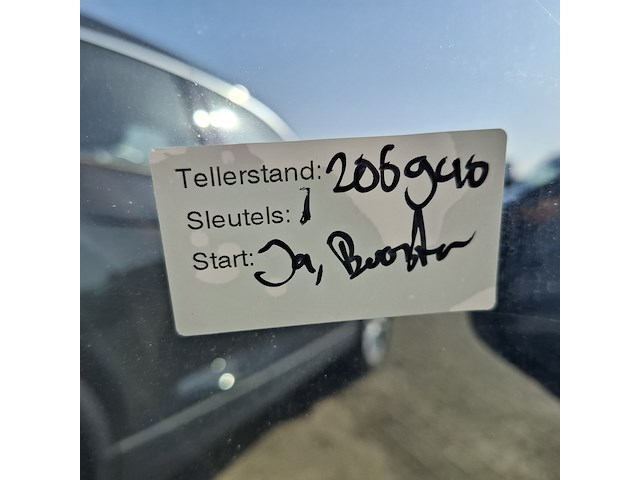 Tellerstand: 206940
Sleutels: 1
Start: Ja, Booster